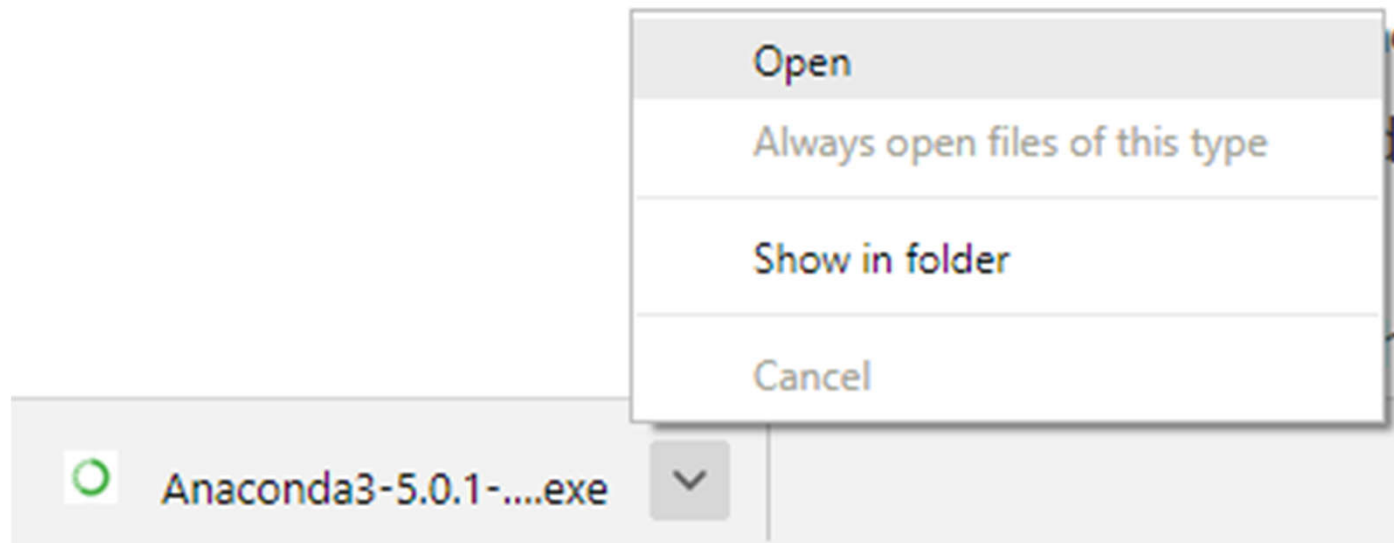 Open
Always open files of this type
Show in folder
Cancel
Anaconda3-5.0.1-....exe